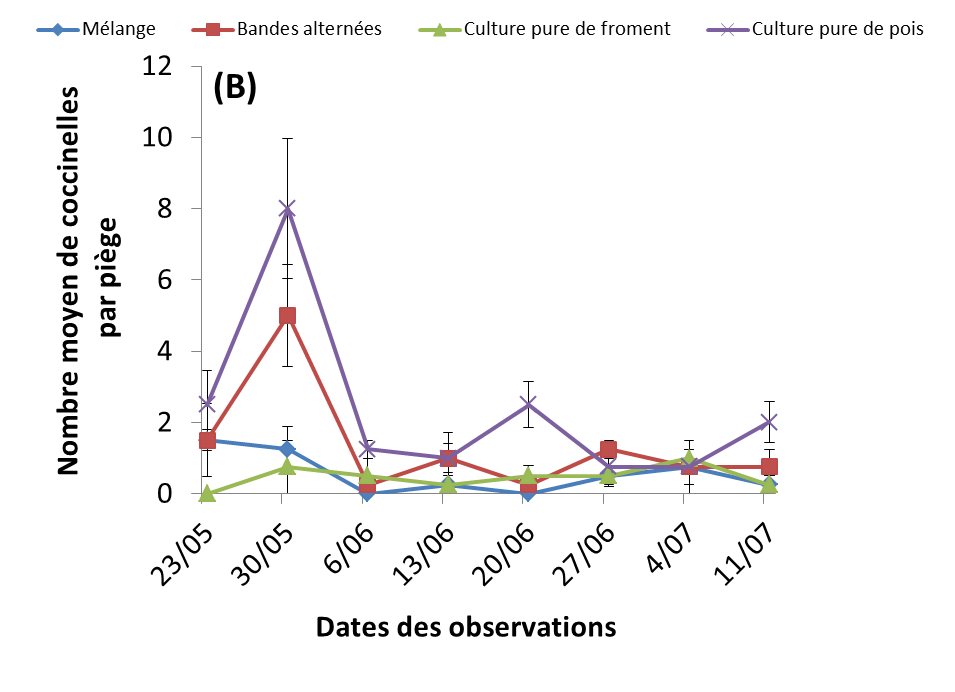 Mélange Bandes alternées Culture pure de froment Culture pure de pois
(B)
Nombre moyen de coccinelles
par piège
12
10
8
6
4
2
0
23/05 30/05 6/06 13/06 20/06 27/06 4/07 11/07
Dates des observations